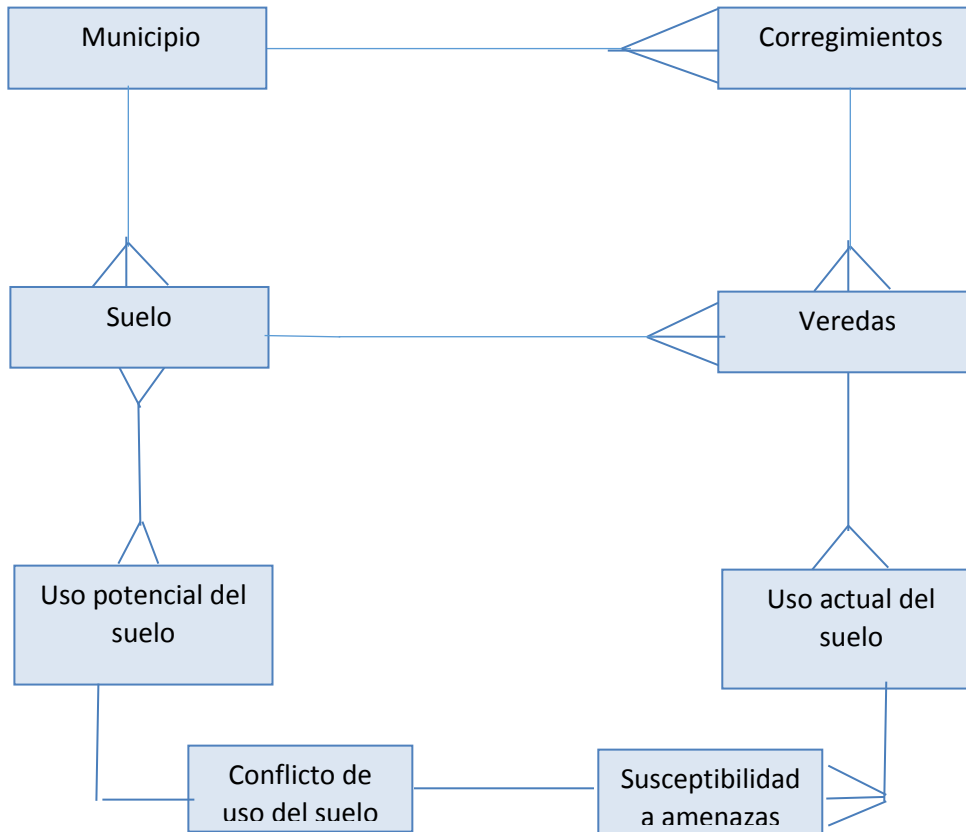 Municipio
Corregimientos
Suelo
Veredas
Uso potencial del
suelo
Uso actual del
suelo
Conflicto de
uso del suelo
Susceptibilidad
a amenazas